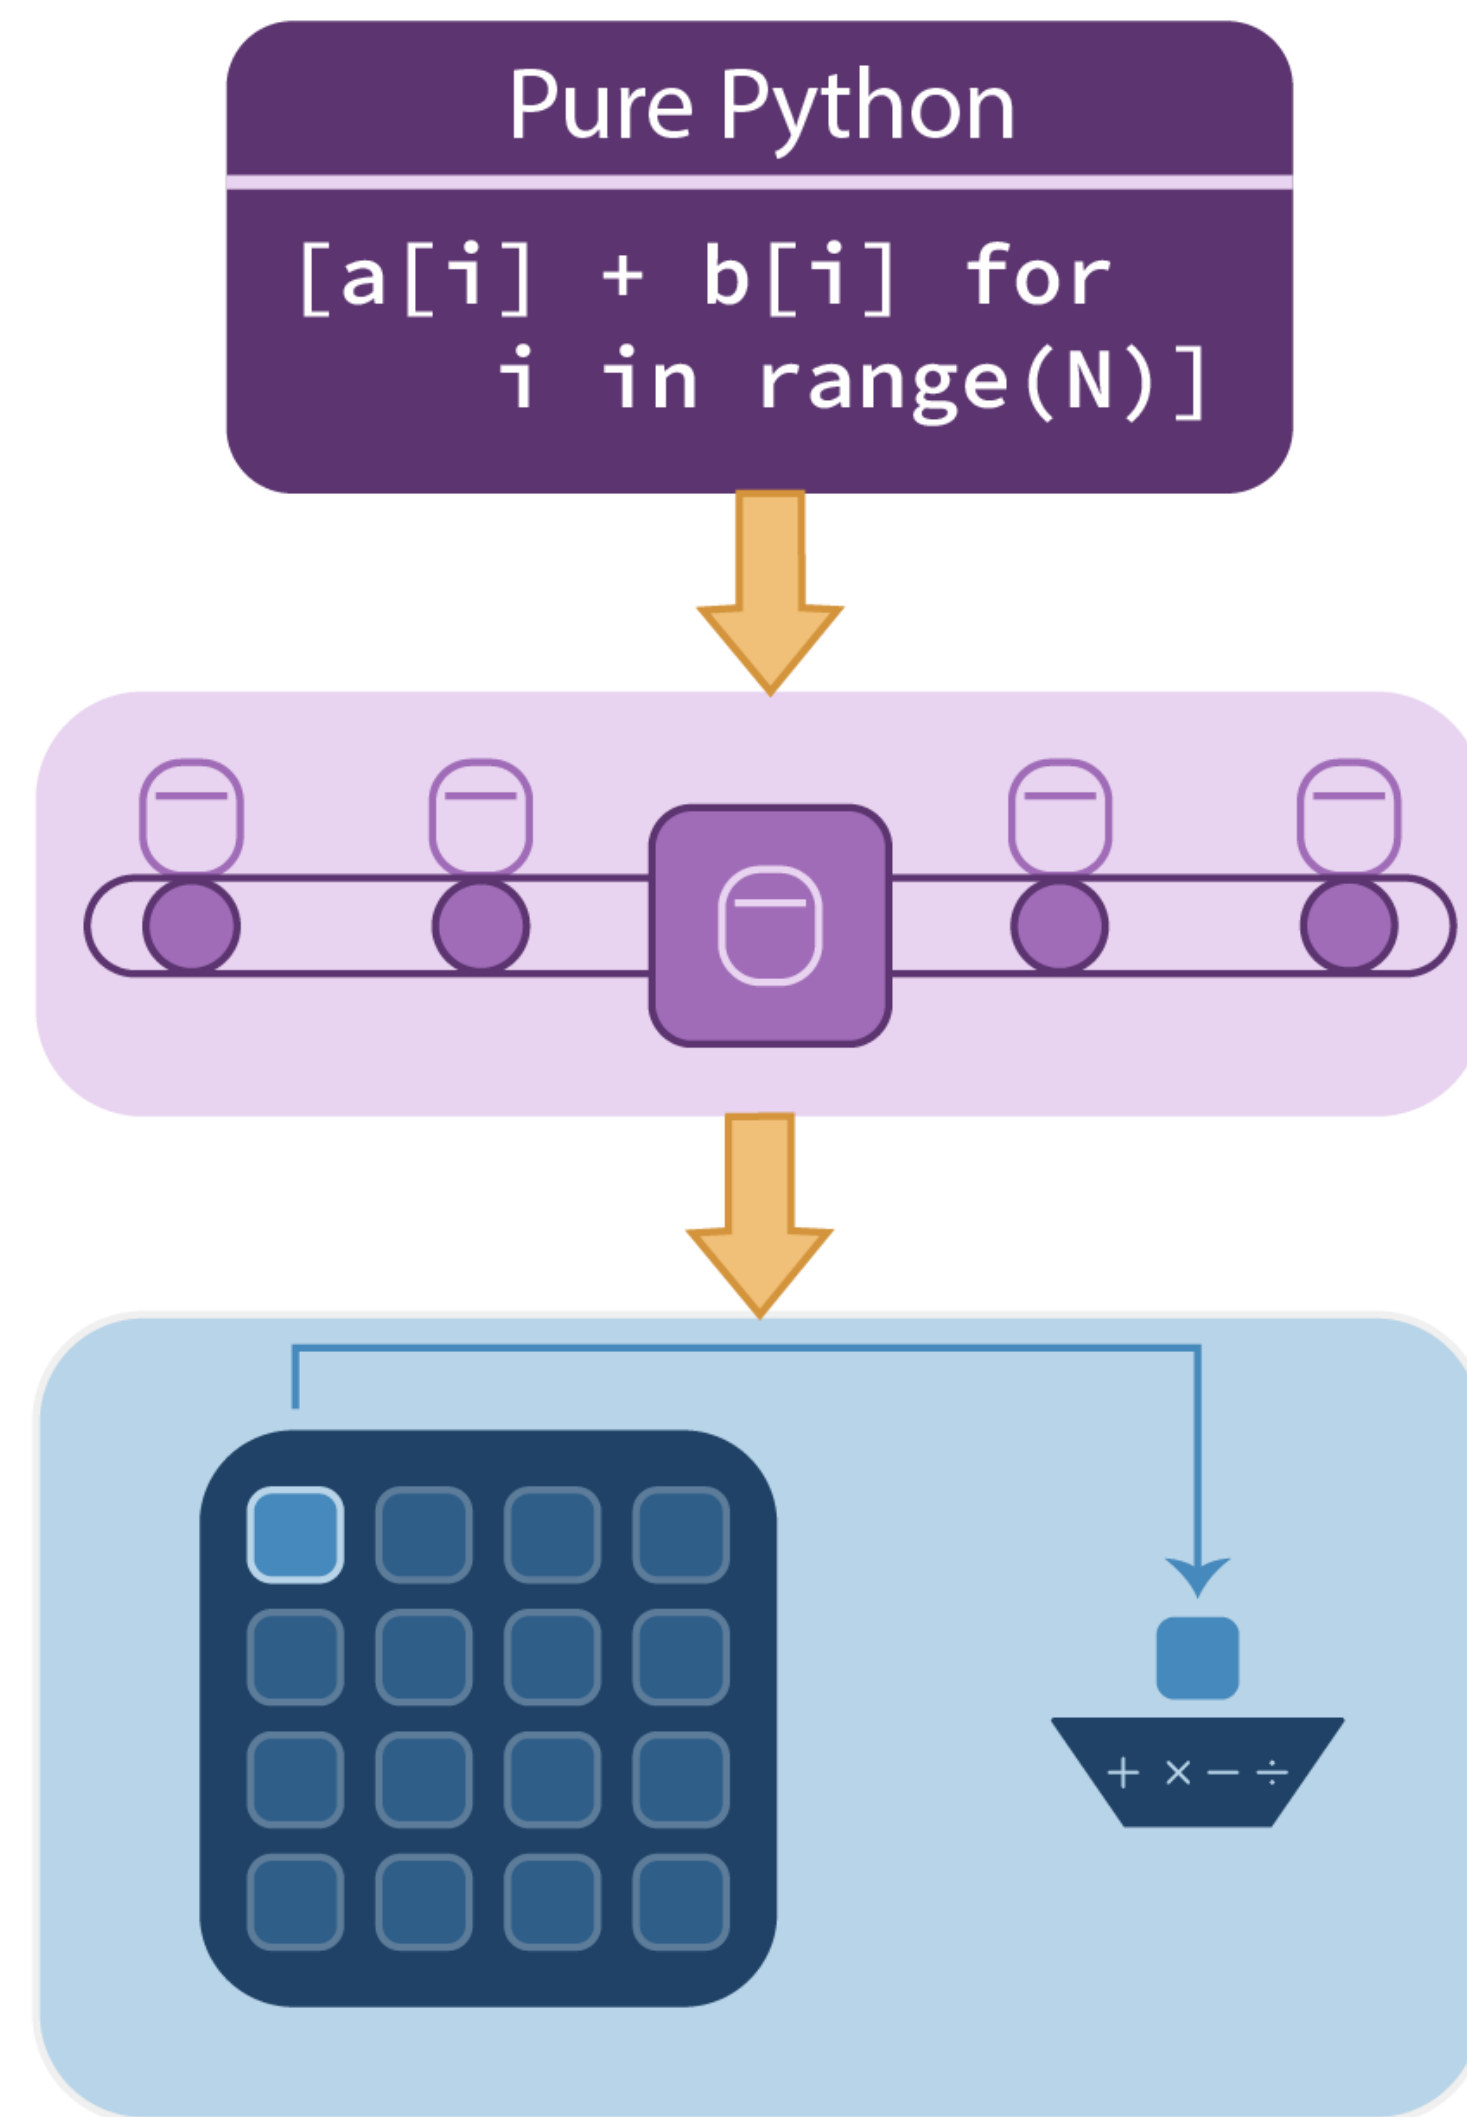 Pure Python
[a[i] + b[i] for
i in range(N)]
+ × − ÷